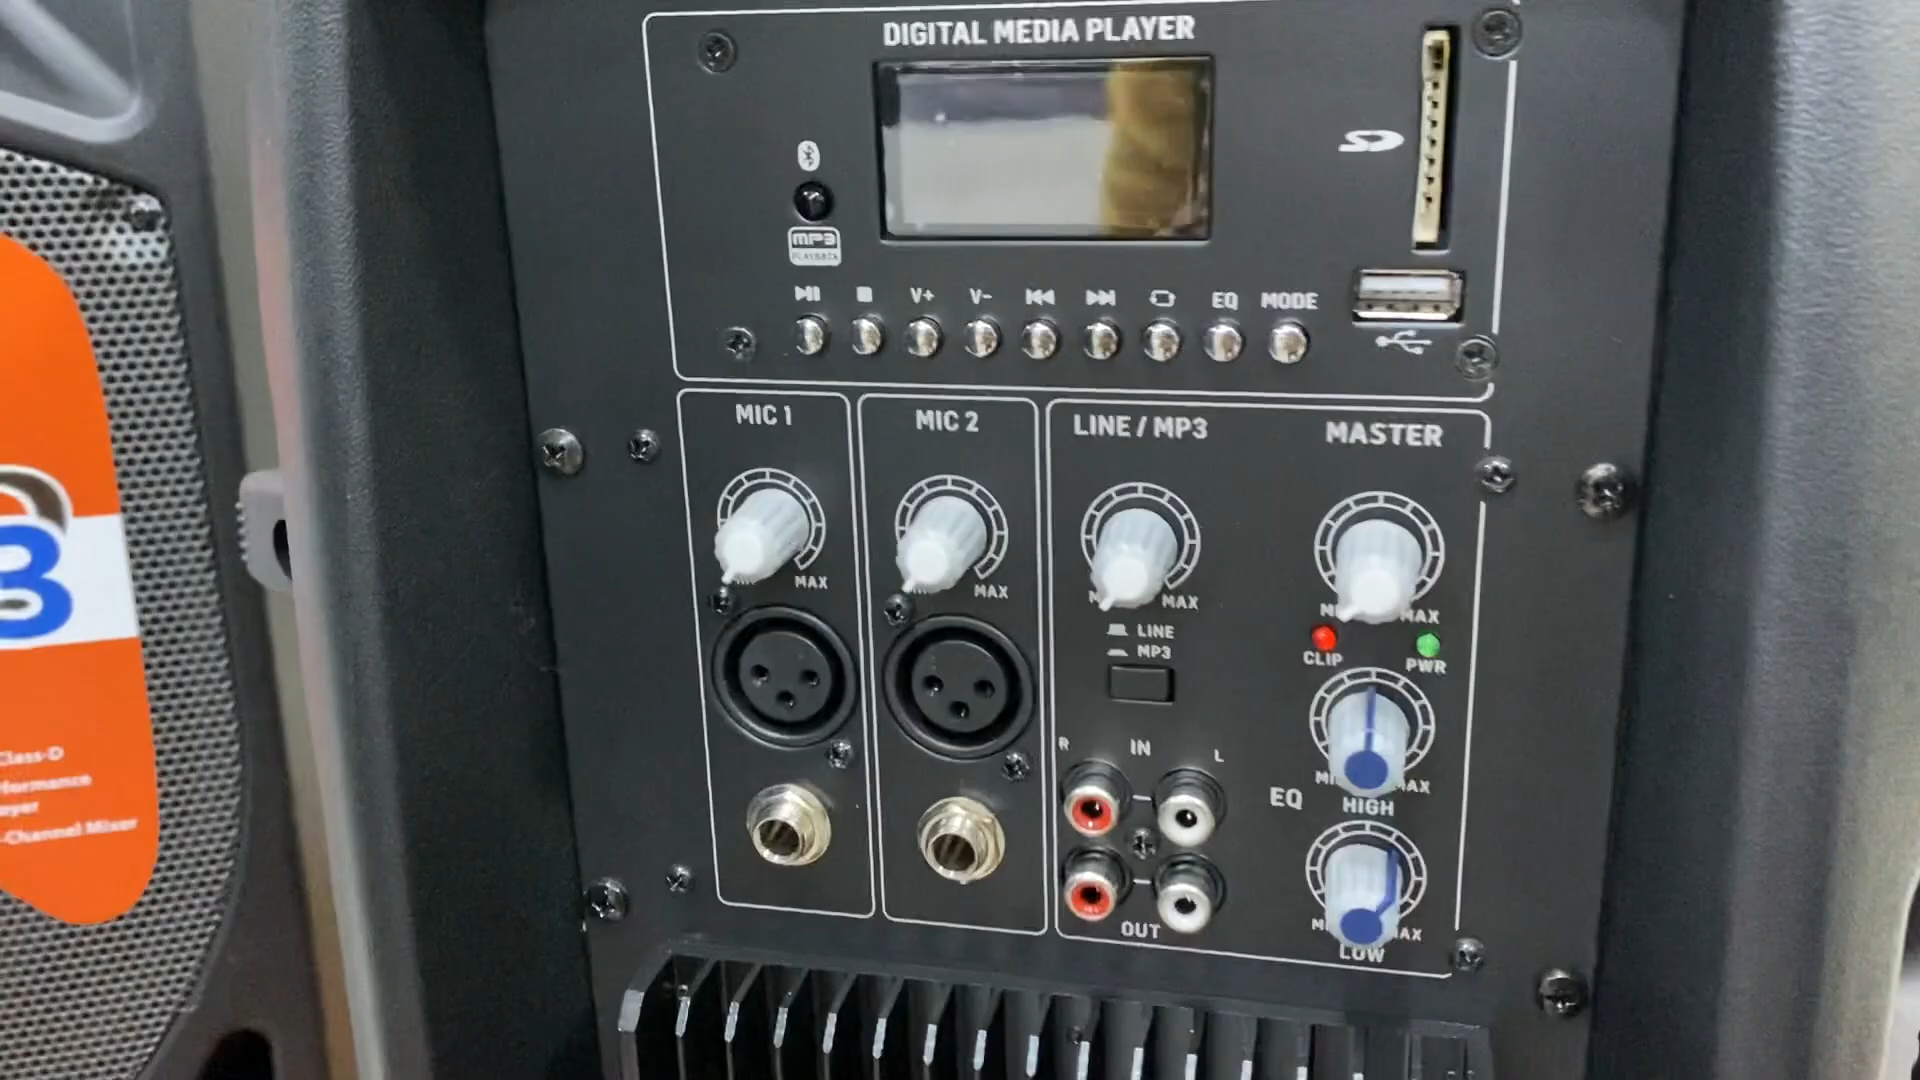 DIGITAL MEDIA PLAYER
MP3
V+ V- EQ MODE
MIC 1
MIC 2
LINE / MP3
MASTER
MAX
MAX
MAX
MAX
LINE
MP3
CLIP
PWR
R IN L
EQ
HIGH
OUT
LOW
3
Class-D
-Channel Mixer